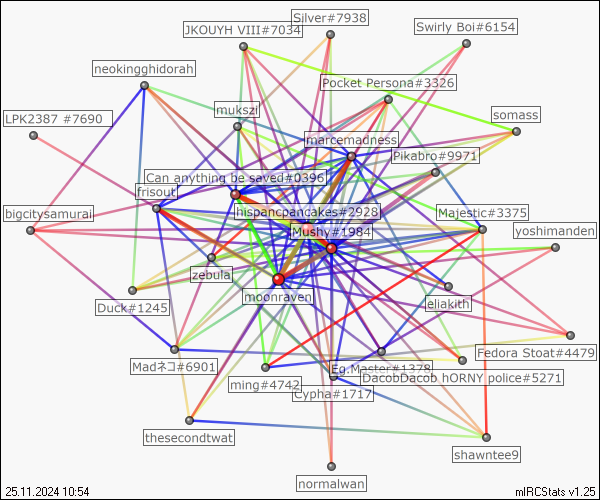 Silver#7938
JKOUYH VIII#7034
Swirly Boi#6154
neokingghidorah
Pocket Persona#3326
mukszi
somass
LPK2387 #7690
marcemadness
Pikabro#9971
Can anything be saved#0396
frisout
hispancpancakes#2928
bigcitysamurai
Majestic#3375
Mushy#1984
yoshimanden
zebula
moonraven
eliakith
Duck#1245
Fedora Stoat#4479
Madネコ#6901
Eg.Master#1378
DacobDacob hORNY police#5271
ming#4742
Cypha#1717
thesecondtwat
shawntee9
normalwan
25.11.2024 10:54
mIRCStats v1.25